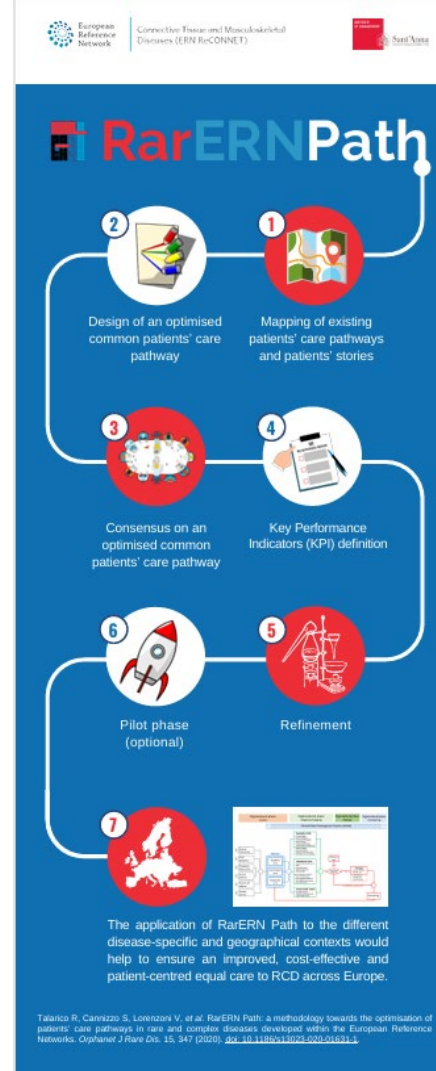 European
Reference
Network
Connective Tissue and Musculoskeletal
Diseases (ERN ReCONNET)
Sant'Anna
RarERNPath
2
1
Design of an optimised
common patients' care
pathway
Mapping of existing
patients' care pathways
and patients' stories
3
4
Consensus on an
optimised common
patients' care pathway
Key Performance
Indicators (KPI) definition
6
5
Pilot phase
(optional)
Refinement
7
The application of RarERN Path to the different
disease-specific and geographical contexts would
help to ensure an improved, cost-effective and
patient-centred equal care to RCD across Europe.
Talarico R, Cannizzo S, Lorenzoni V, et al. RarERN Path: a methodology towards the optimisation of
patients' care pathways in rare and complex diseases developed within the European Reference
Networks. Orphanet J Rare Dis. 15, 347 (2020). doi: 10.1186/s13023-020-01631-1.